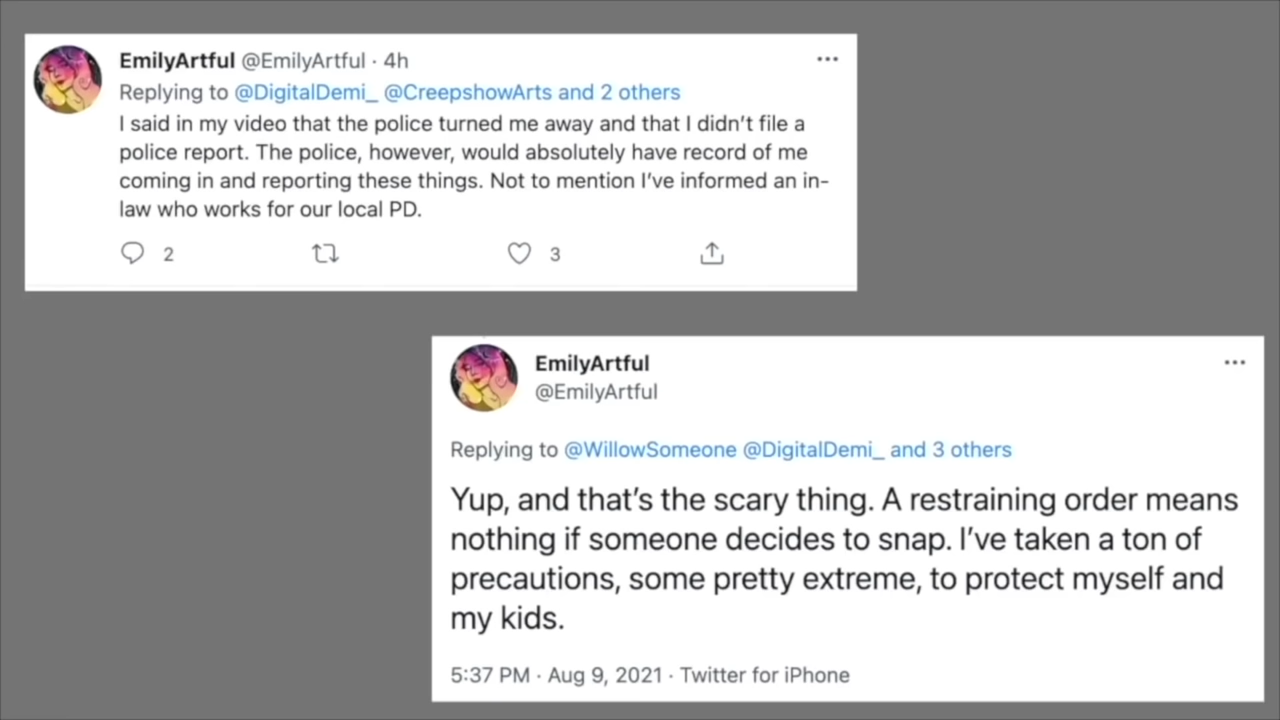 EmilyArtful @EmilyArtful · 4h
Replying to @DigitalDemi_ @CreepshowArts and 2 others
I said in my video that the police turned me away and that I didn’t file a
police report. The police, however, would absolutely have record of me
coming in and reporting these things. Not to mention I’ve informed an in-
law who works for our local PD.
2 3
EmilyArtful
@EmilyArtful
Replying to @WillowSomeone @DigitalDemi_ and 3 others
Yup, and that’s the scary thing. A restraining order means
nothing if someone decides to snap. I’ve taken a ton of
precautions, some pretty extreme, to protect myself and
my kids.
5:37 PM · Aug 9, 2021 · Twitter for iPhone